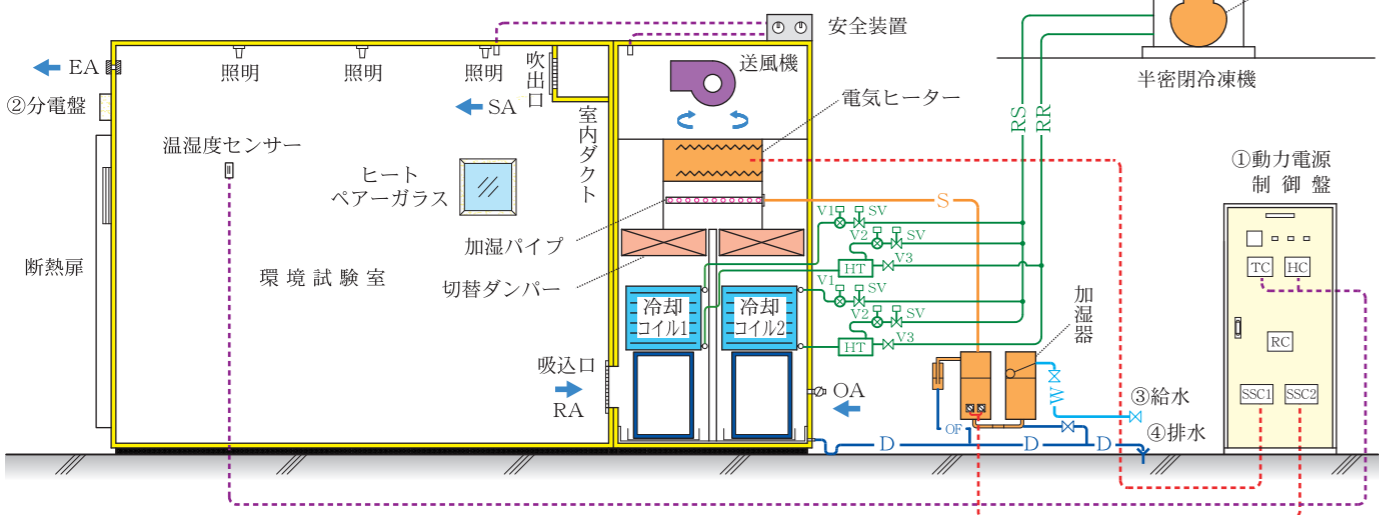 安全装置
EA
照明
照明
照明
吹出口
送風機
半密閉冷凍機
②分電盤
SA
電気ヒーター
RS
RR
温湿度センサー
室内ダクト
①動力電源
制御盤
ヒート
ペアーガラス
S
V1
SV
加湿パイプ
V2
SV
HT
V3
断熱扉
環境試験室
切替ダンパー
TC
HC
V1
SV
冷却
コイル1
冷却
コイル2
加湿器
V2
SV
HT
V3
RC
吸込口
RA
OA
W
③給水
SSC1
SSC2
OF
④排水
D
D
D